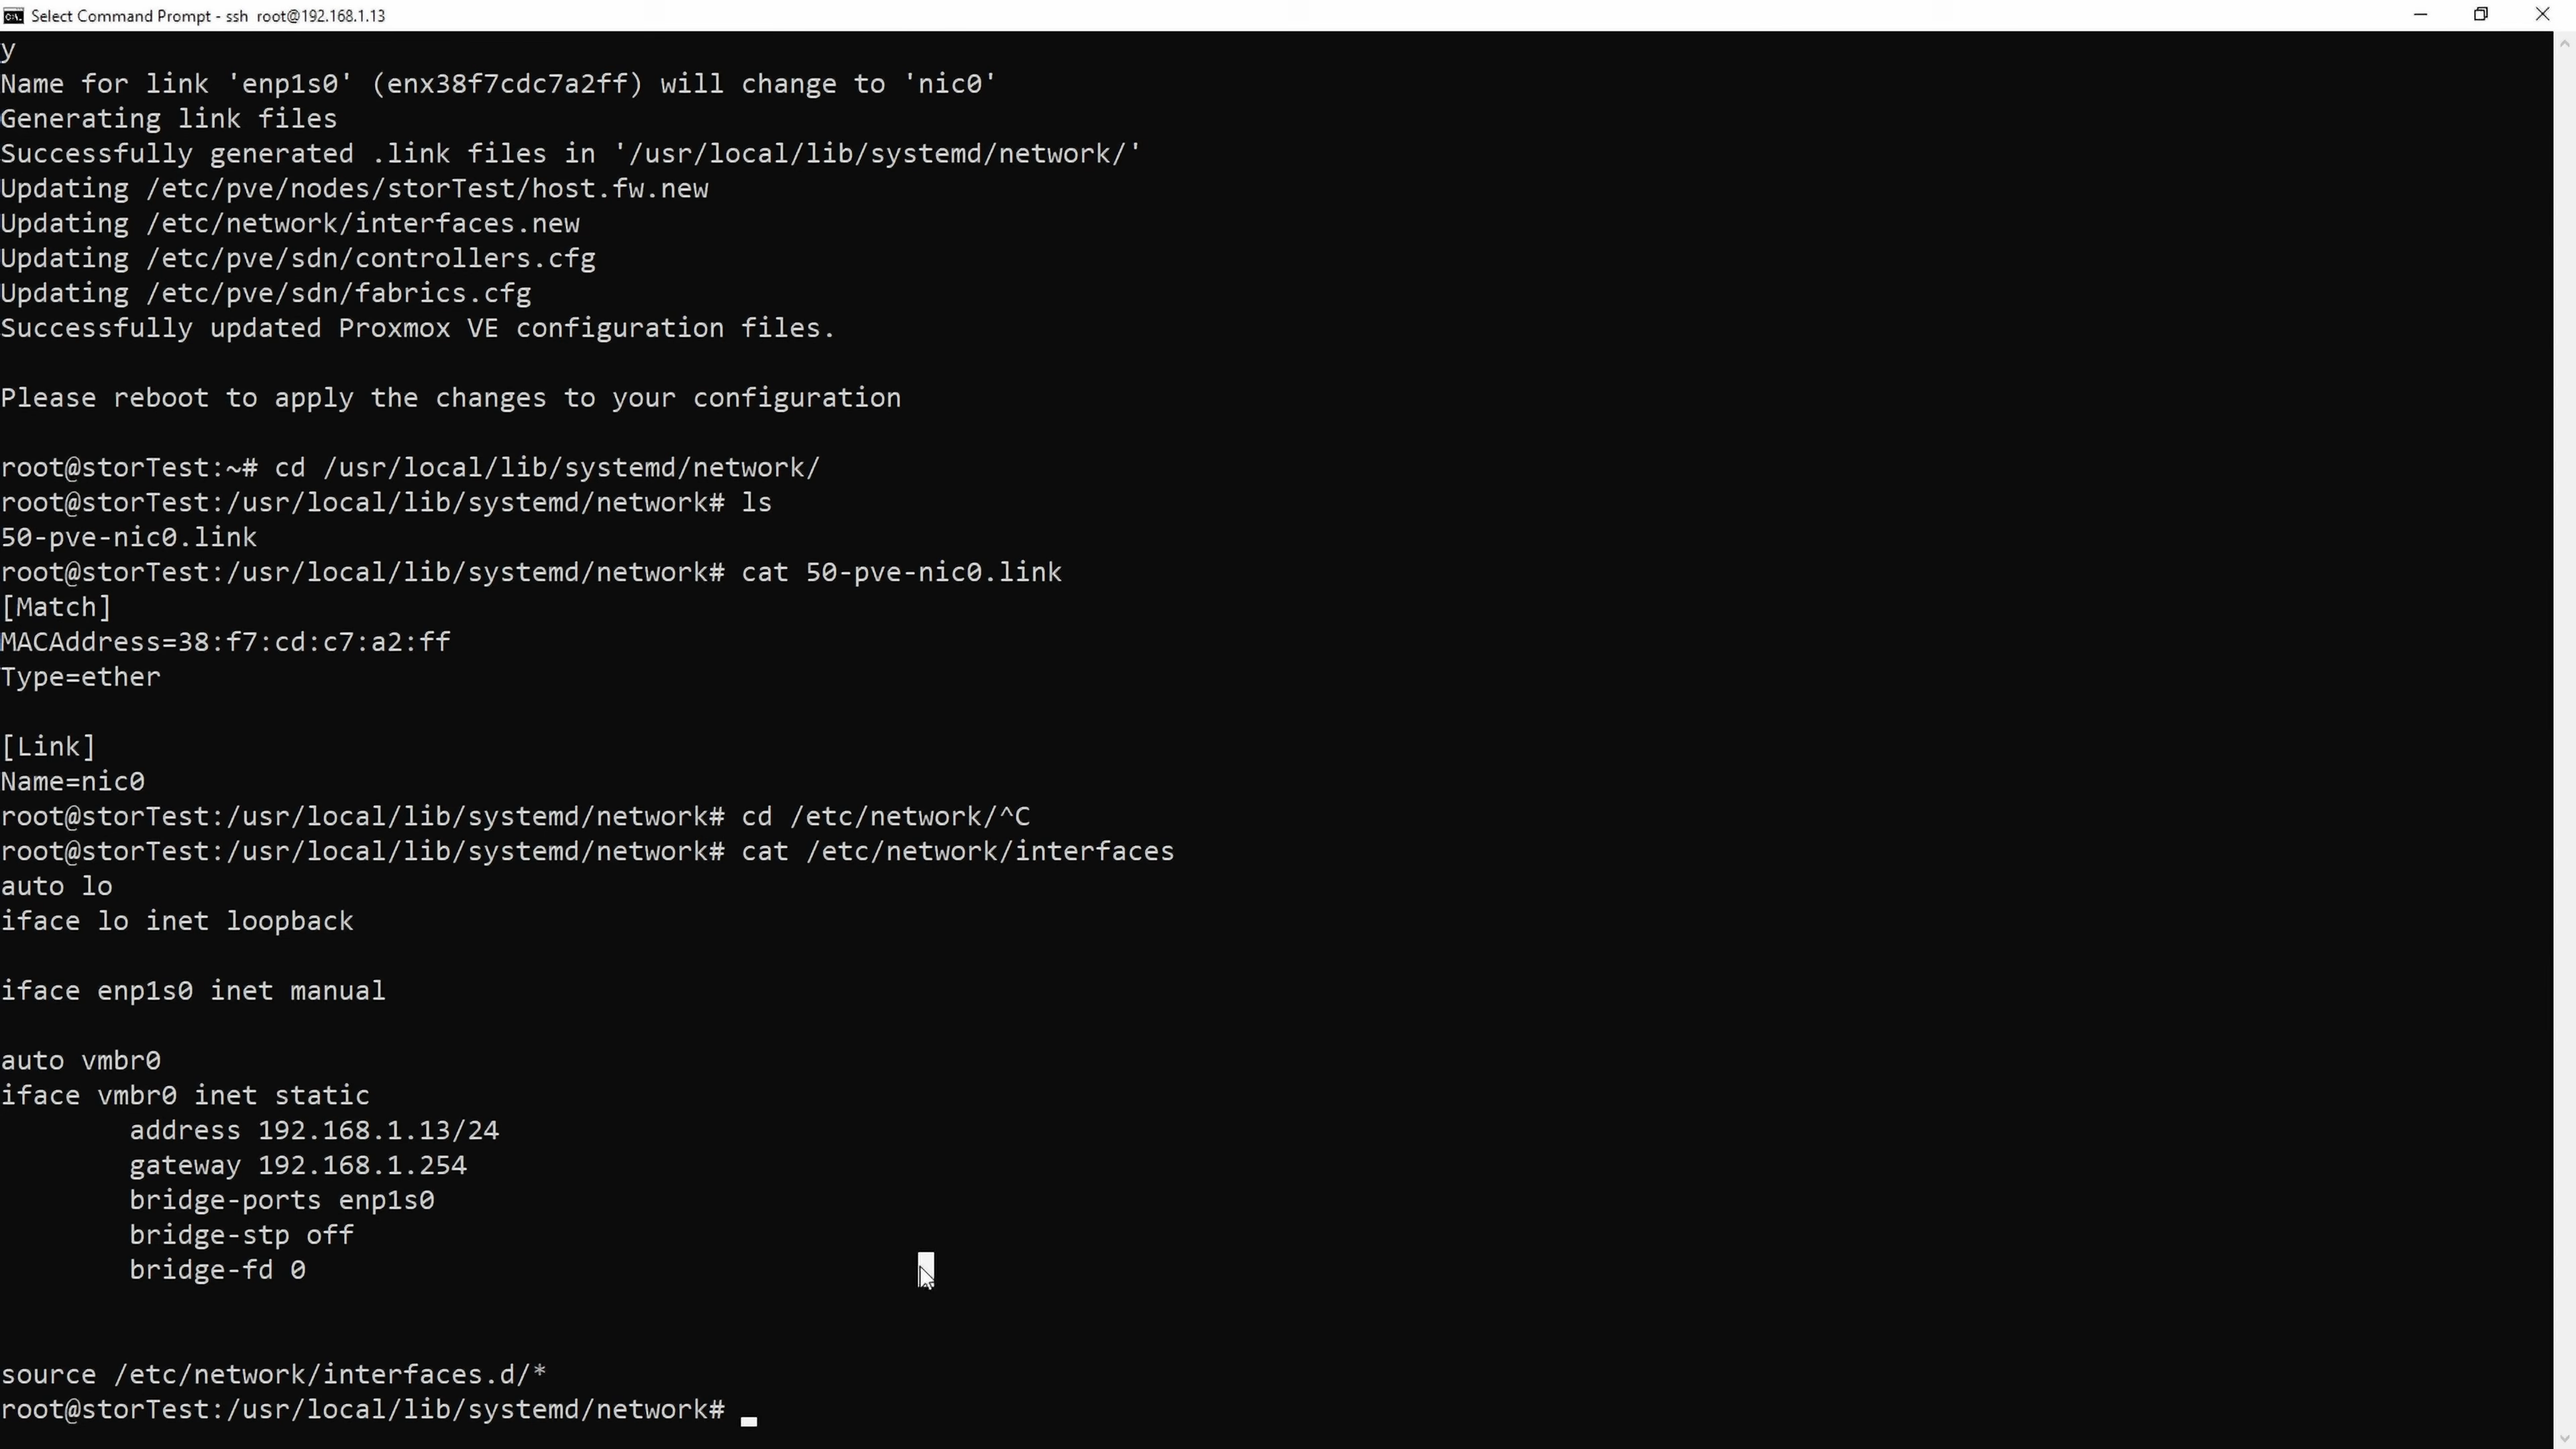 Select Command Prompt - ssh root@192.168.1.13
y
Name for link 'enp1s0' (enx38f7cdc7a2ff) will change to 'nic0'
Generating link files
Successfully generated .link files in '/usr/local/lib/systemd/network/'
Updating /etc/pve/nodes/storTest/host.fw.new
Updating /etc/network/interfaces.new
Updating /etc/pve/sdn/controllers.cfg
Updating /etc/pve/sdn/fabrics.cfg
Successfully updated Proxmox VE configuration files.
Please reboot to apply the changes to your configuration
root@storTest:~# cd /usr/local/lib/systemd/network/
root@storTest:/usr/local/lib/systemd/network# ls
50-pve-nic0.link
root@storTest:/usr/local/lib/systemd/network# cat 50-pve-nic0.link
[Match]
MACAddress=38:f7:cd:c7:a2:ff
Type=ether
[Link]
Name=nic0
root@storTest:/usr/local/lib/systemd/network# cd /etc/network/^C
root@storTest:/usr/local/lib/systemd/network# cat /etc/network/interfaces
auto lo
iface lo inet loopback
iface enp1s0 inet manual
auto vmbr0
iface vmbr0 inet static
address 192.168.1.13/24
gateway 192.168.1.254
bridge-ports enp1s0
bridge-stp off
bridge-fd 0
source /etc/network/interfaces.d/*
root@storTest:/usr/local/lib/systemd/network#